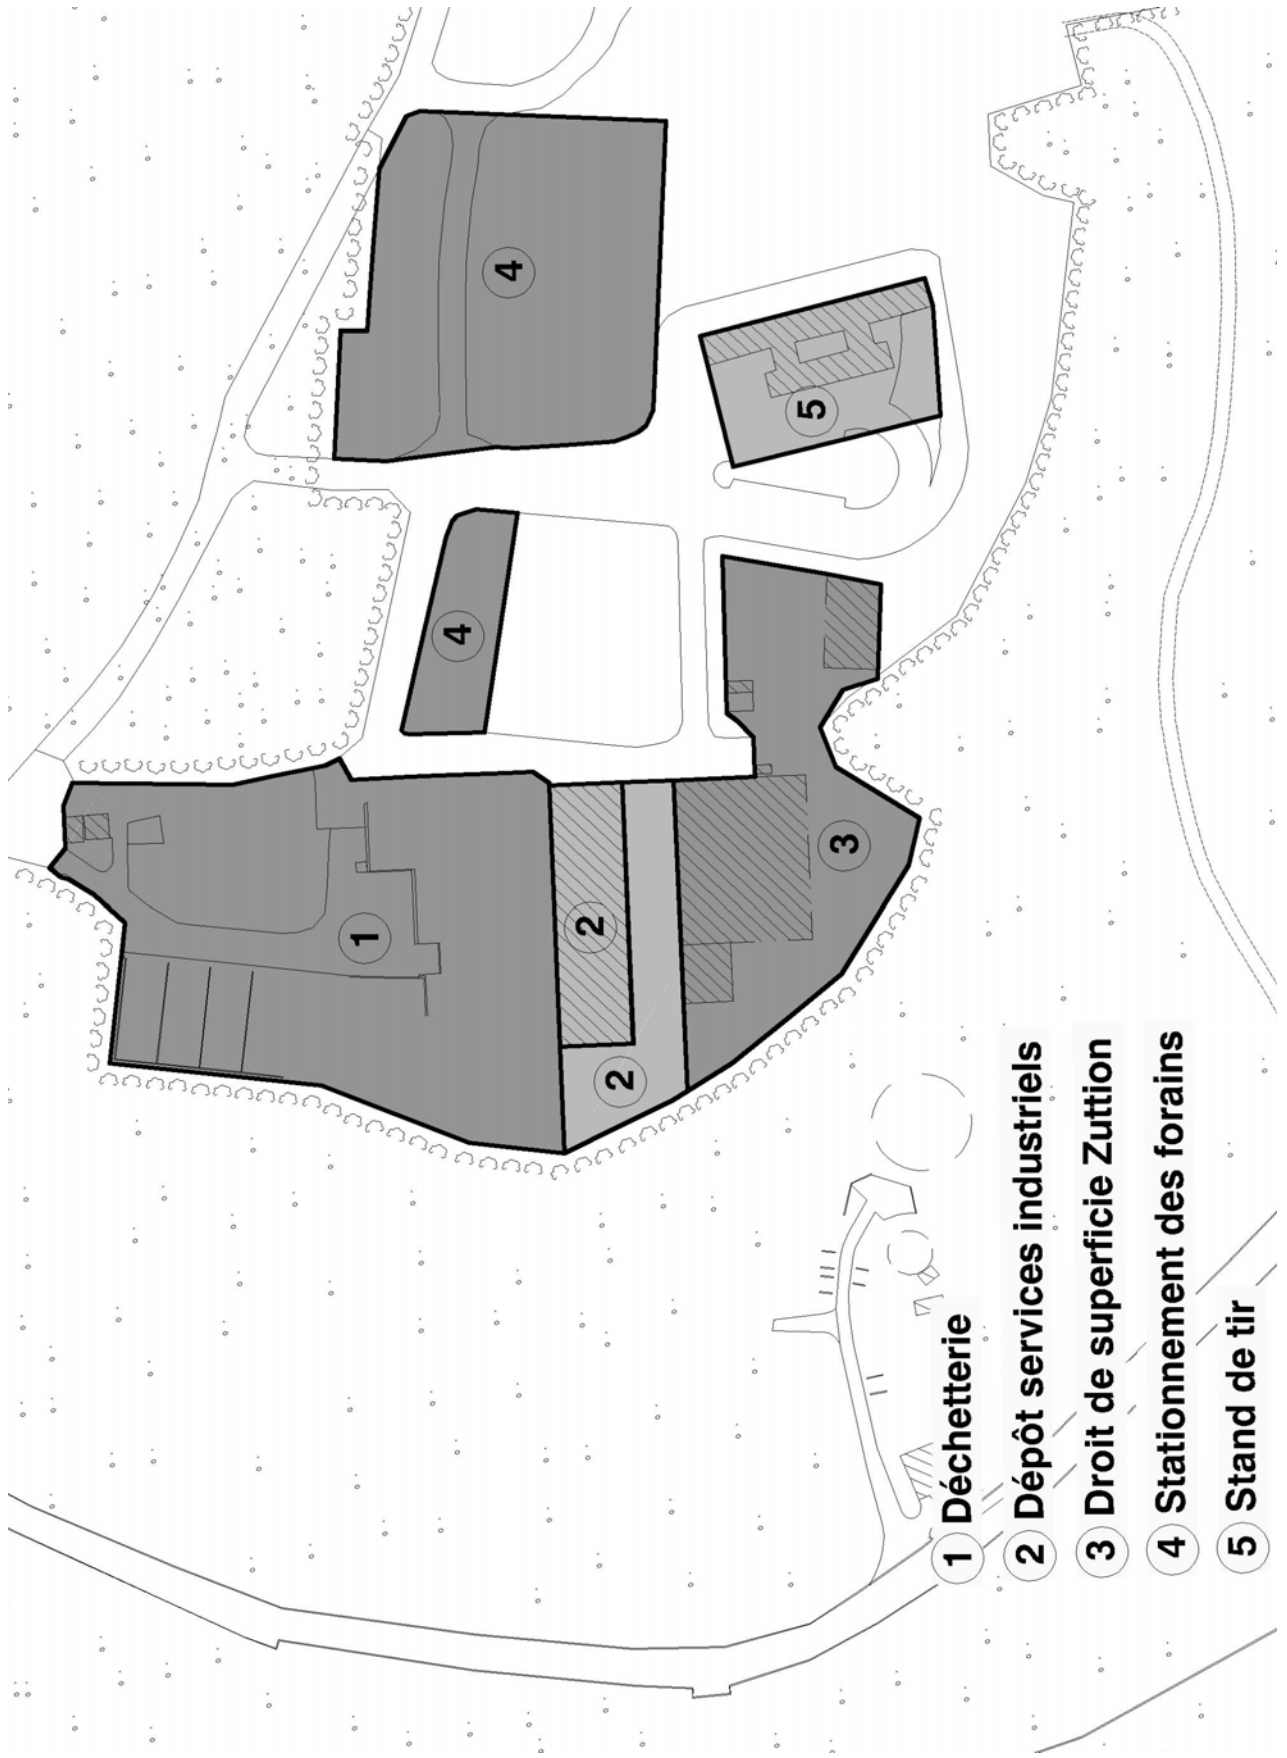 4
5
4
1
2
2
3
1 Déchetterie
2 Dépôt services industriels
3 Droit de superficie Zuttion
4 Stationnement des forains
5 Stand de tir